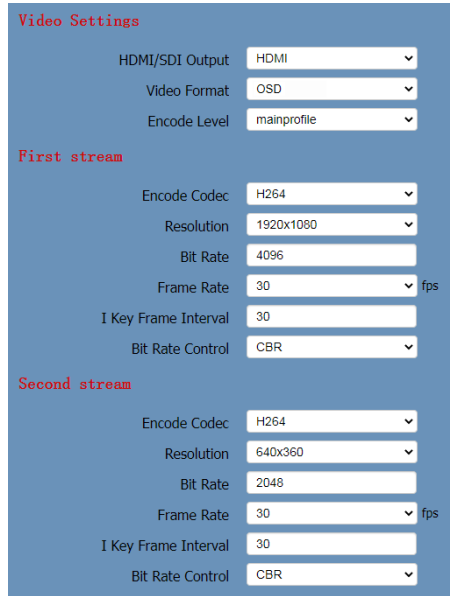 Video Settings
HDMI/SDI Output HDMI
Video Format OSD
Encode Level mainprofile
First stream
Encode Codec H264
Resolution 1920x1080
Bit Rate 4096
Frame Rate 30 fps
I Key Frame Interval 30
Bit Rate Control CBR
Second stream
Encode Codec H264
Resolution 640x360
Bit Rate 2048
Frame Rate 30 fps
I Key Frame Interval 30
Bit Rate Control CBR